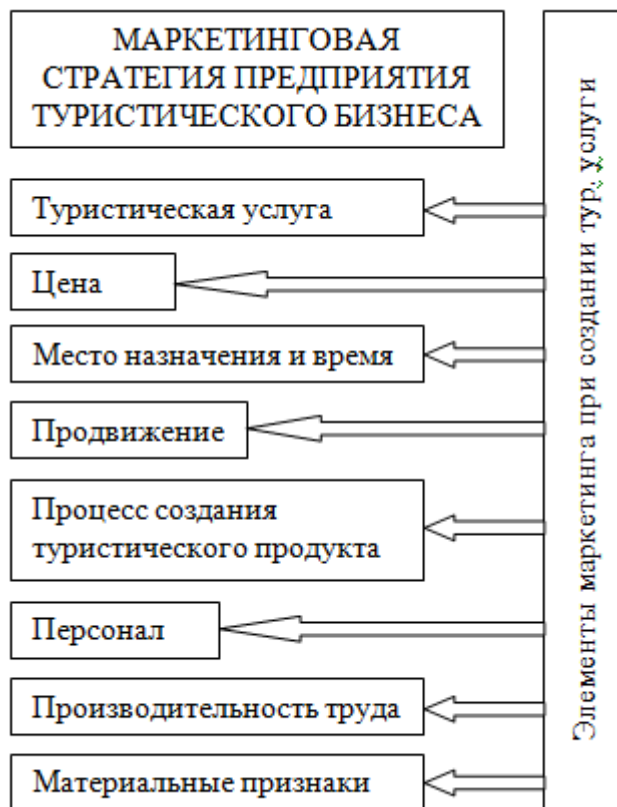 МАРКЕТИНГОВАЯ
СТРАТЕГИЯ ПРЕДПРИЯТИЯ
ТУРИСТИЧЕСКОГО БИЗНЕСА
Туристическая услуга
Цена
Место назначения и время
Продвижение
Процесс создания
туристического продукта
Персонал
Производительность труда
Материальные признаки
Элементы маркетинга при создании тур, услуги